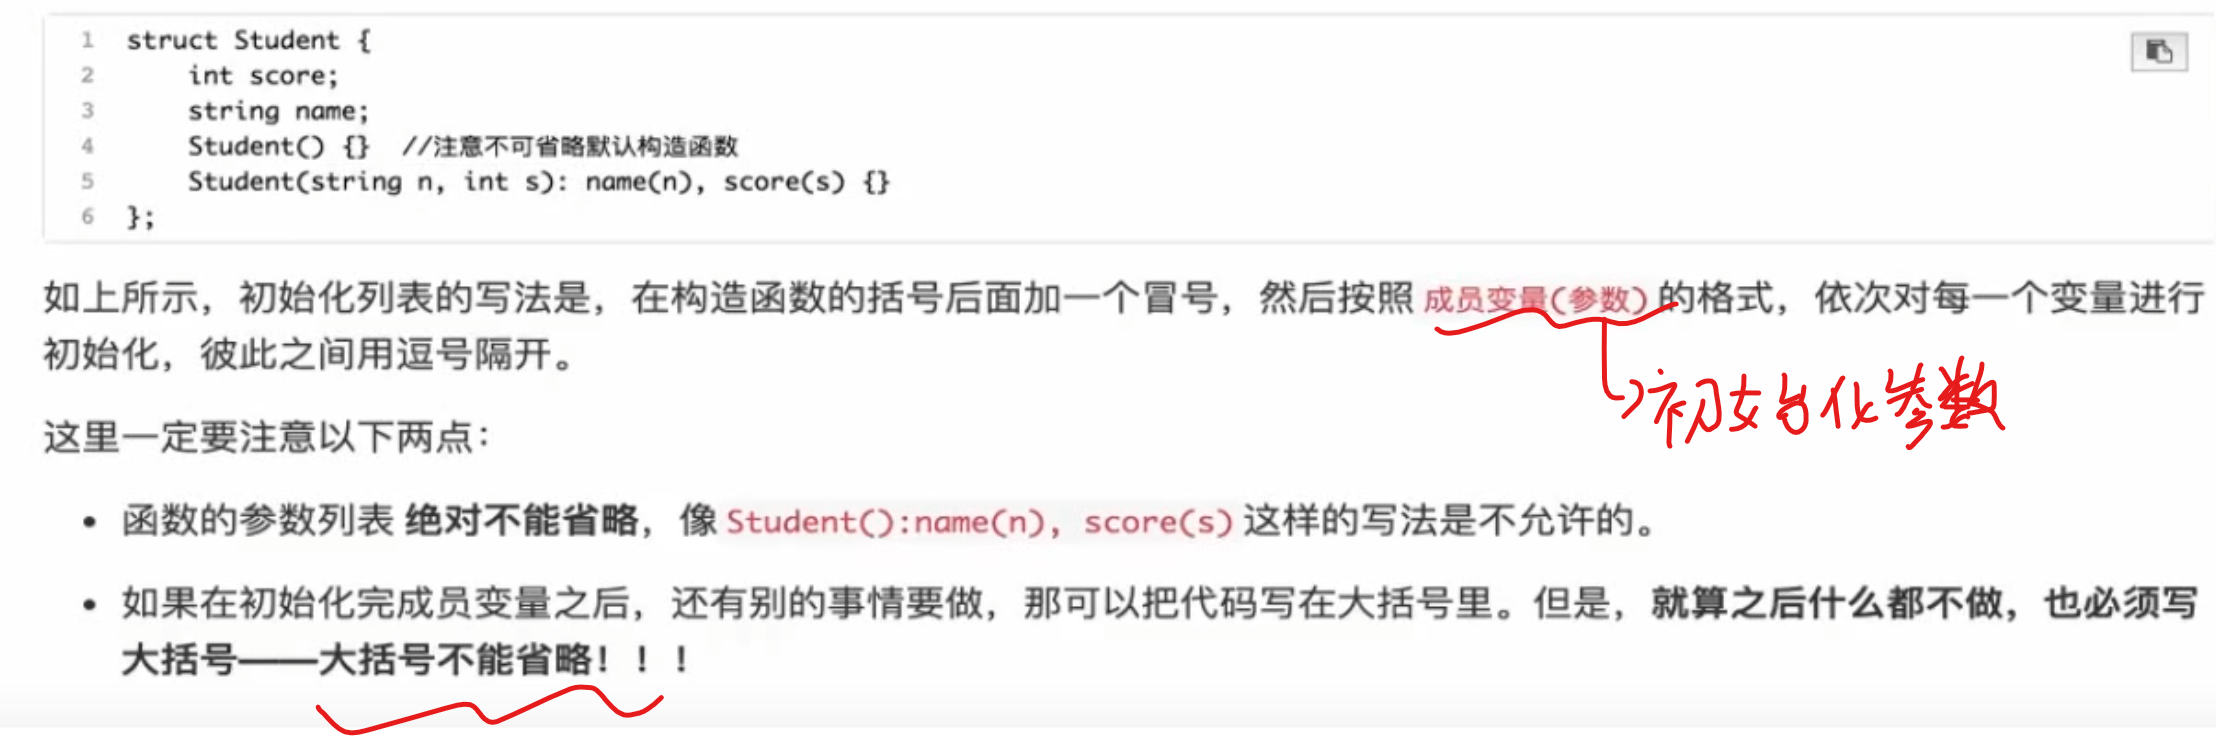 1 struct Student {
2 int score;
3 string name;
4 Student() {} //注意不可省略默认构造函数
5 Student(string n, int s): name(n), score(s) {}
6 };
如上所示，初始化列表的写法是，在构造函数的括号后面加一个冒号，然后按照 成员变量(参数) 的格式，依次对每一个变量进行
初始化，彼此之间用逗号隔开。
初始化参数
这里一定要注意以下两点：
• 函数的参数列表 绝对不能省略，像 Student():name(n), score(s) 这样的写法是不允许的。
• 如果在初始化完成员变量之后，还有别的事情要做，那可以把代码写在大括号里。但是，就算之后什么都不做，也必须写
大括号——大括号不能省略！！！